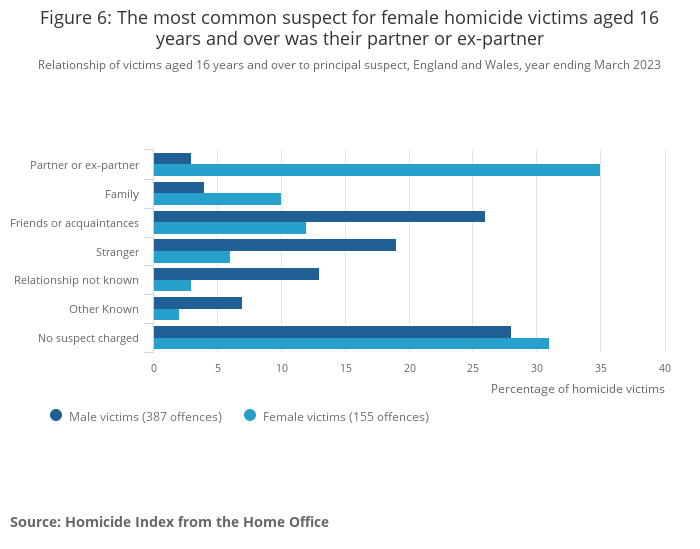 Figure 6: The most common suspect for female homicide victims aged 16
years and over was their partner or ex-partner
Relationship of victims aged 16 years and over to principal suspect, England and Wales, year ending March 2023
Partner or ex-partner
Family
Friends or acquaintances
Stranger
Relationship not known
Other Known
No suspect charged
0 5 10 15 20 25 30 35 40
Percentage of homicide victims
Male victims (387 offences) Female victims (155 offences)
Source: Homicide Index from the Home Office